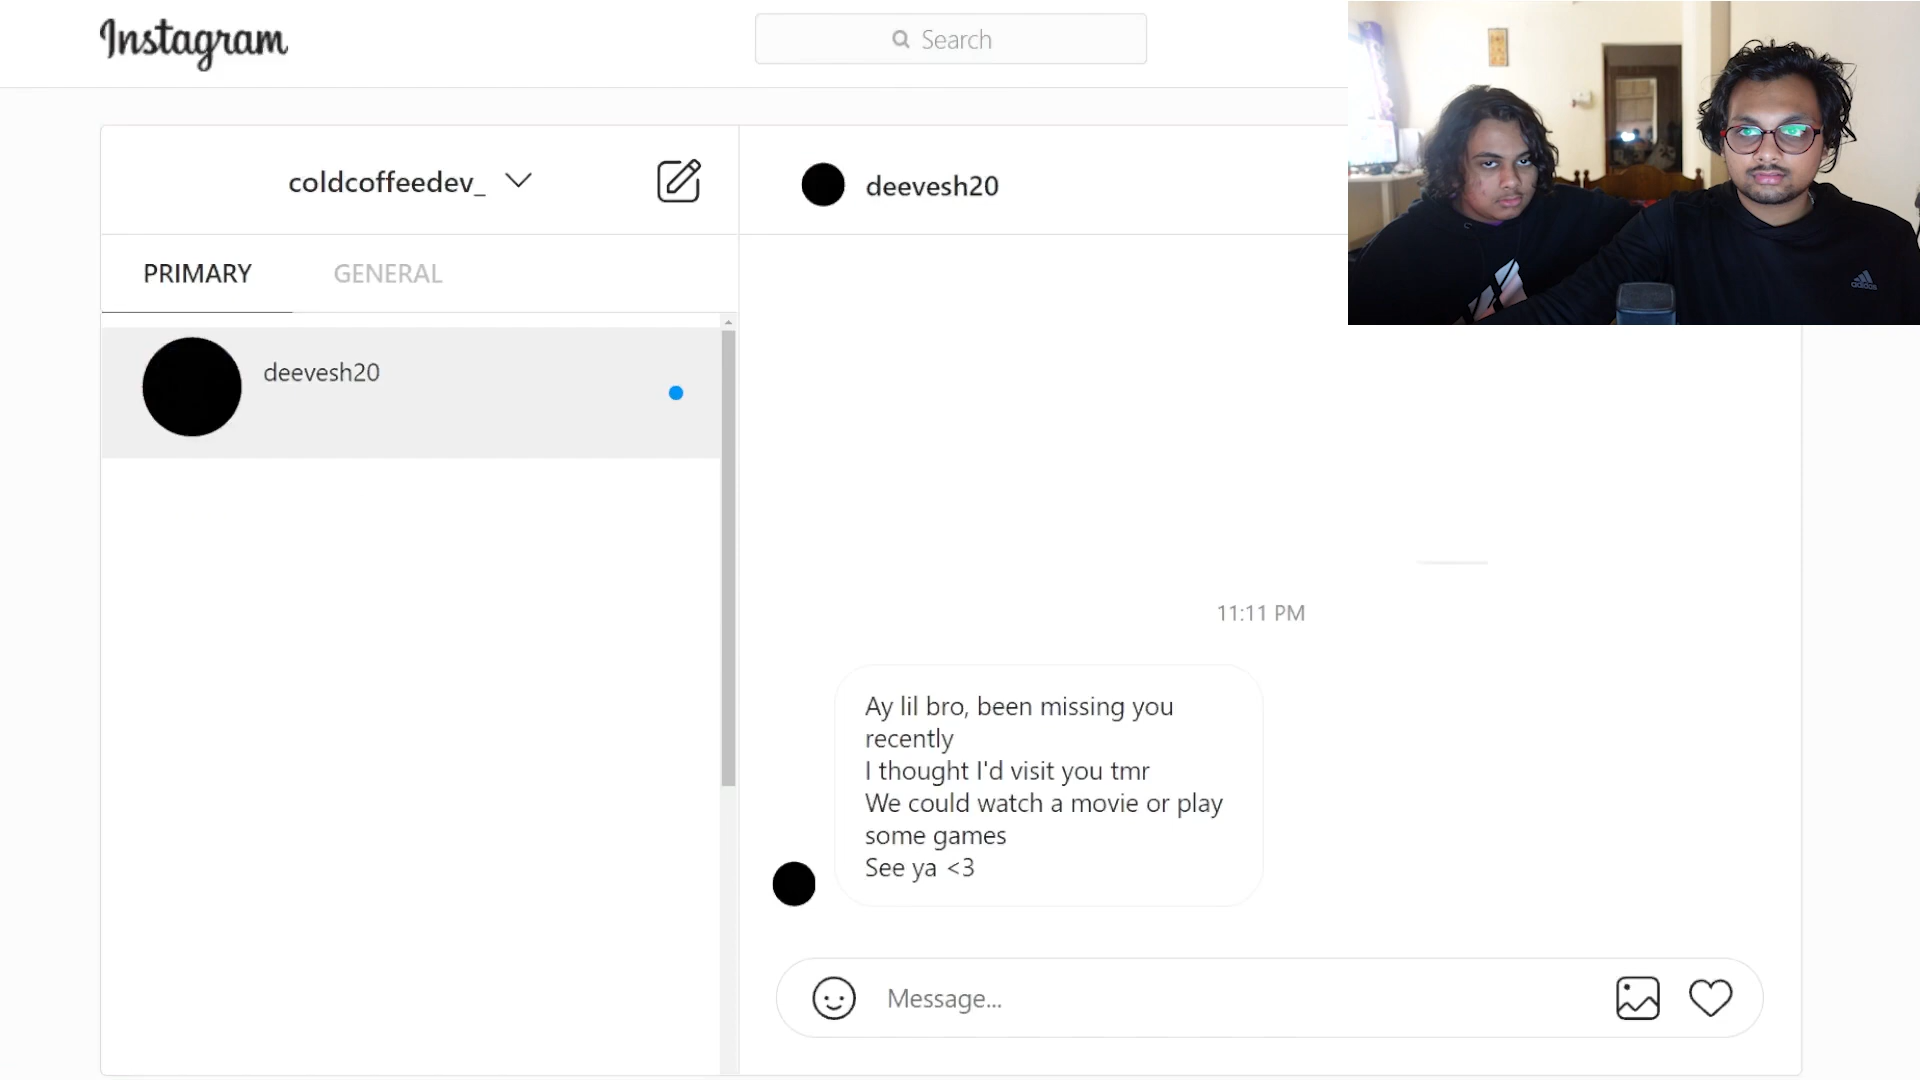 Instagram
Search
coldcoffeedev_
deevesh20
PRIMARY
GENERAL
deevesh20
11:11 PM
Ay lil bro, been missing you
recently
I thought I'd visit you tmr
We could watch a movie or play
some games
See ya <3
Message...
adidas